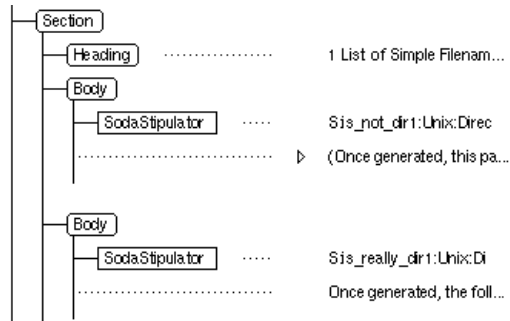 Section
Heading 1 List of Simple Filenam...
Body
SodaStipulator Sis_not_dir1:Unix:Direc
(Once generated, this pa...
Body
SodaStipulator Sis_really_dir1:Unix:Di
Once generated, the foll...